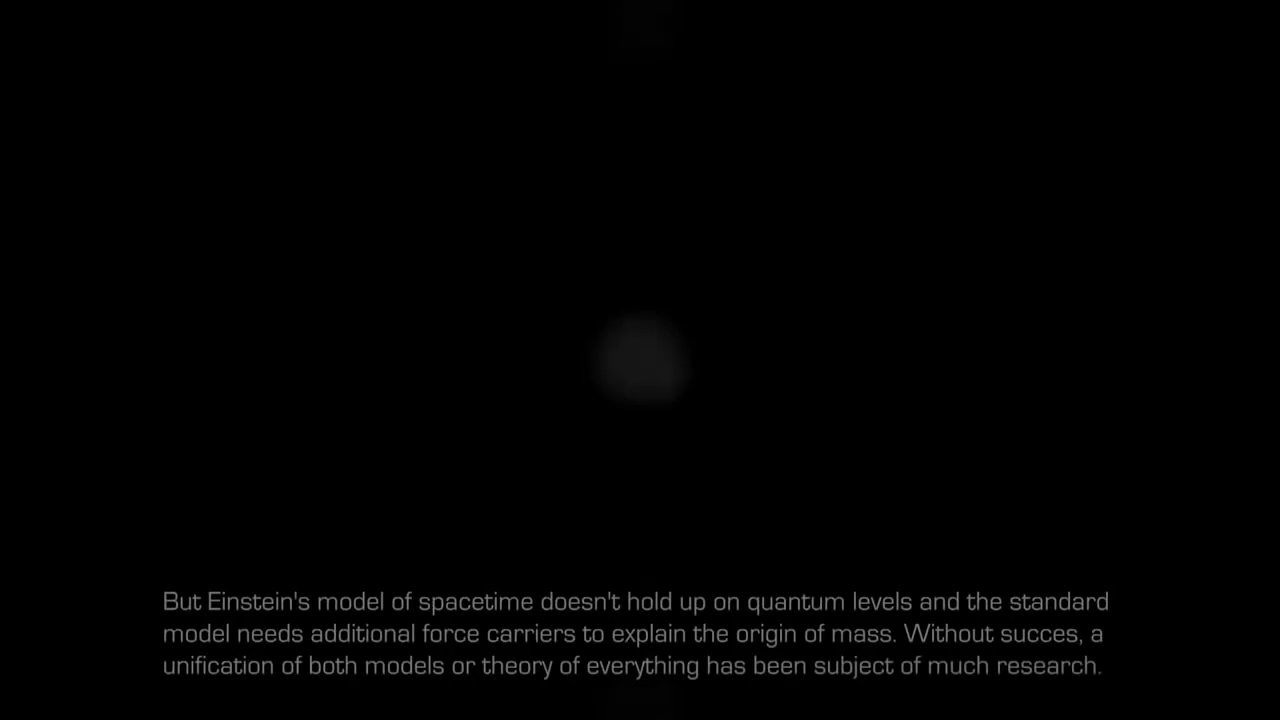 But Einstein's model of spacetime doesn't hold up on quantum levels and the standard
model needs additional force carriers to explain the origin of mass. Without succes, a
unification of both models or theory of everything has been subject of much research.